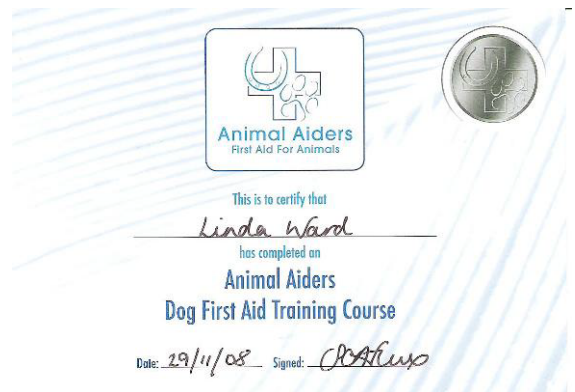 Animal Aiders
First Aid For Animals
This is to certify that
Linda Ward
has completed an
Animal Aiders
Dog First Aid Training Course
Date: 29/11/08 Signed: